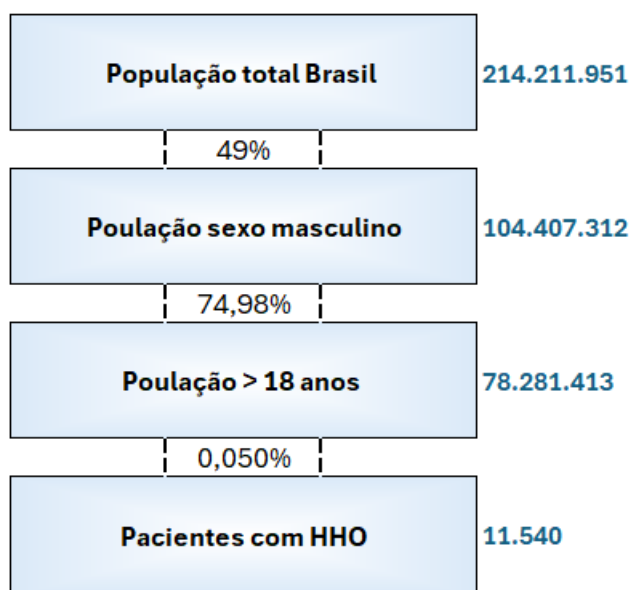 População total Brasil 214.211.951
49%
Poulação sexo masculino 104.407.312
74,98%
Poulação > 18 anos 78.281.413
0,050%
Pacientes com HHO 11.540